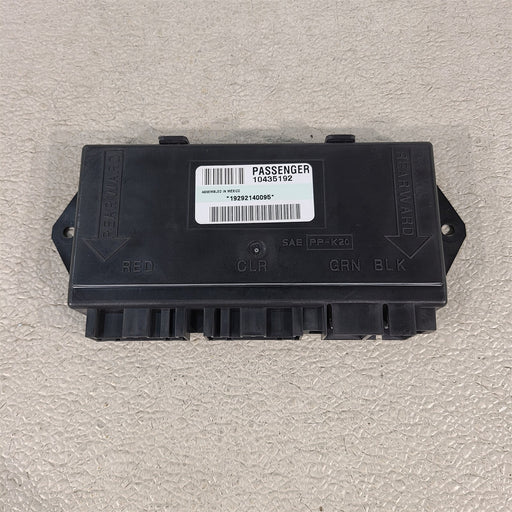 PASSENGER
10435192
ASSEMBLED IN MEXICO
*19292140095*
REARWARD
REARWARD
SAE PP-K20
RED CLR GRN BLK